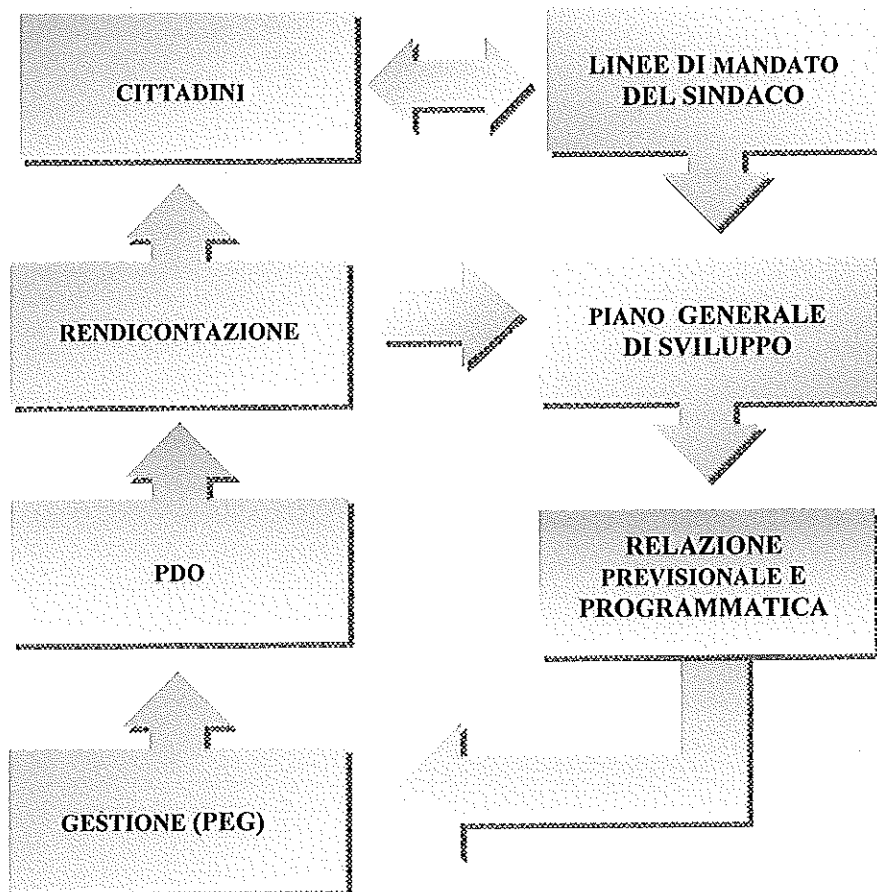 CITTADINI
LINEE DI MANDATO
DEL SINDACO
RENDICONTAZIONE
PIANO GENERALE
DI SVILUPPO
PDO
RELAZIONE
PREVISIONALE E
PROGRAMMATICA
GESTIONE (PEG)